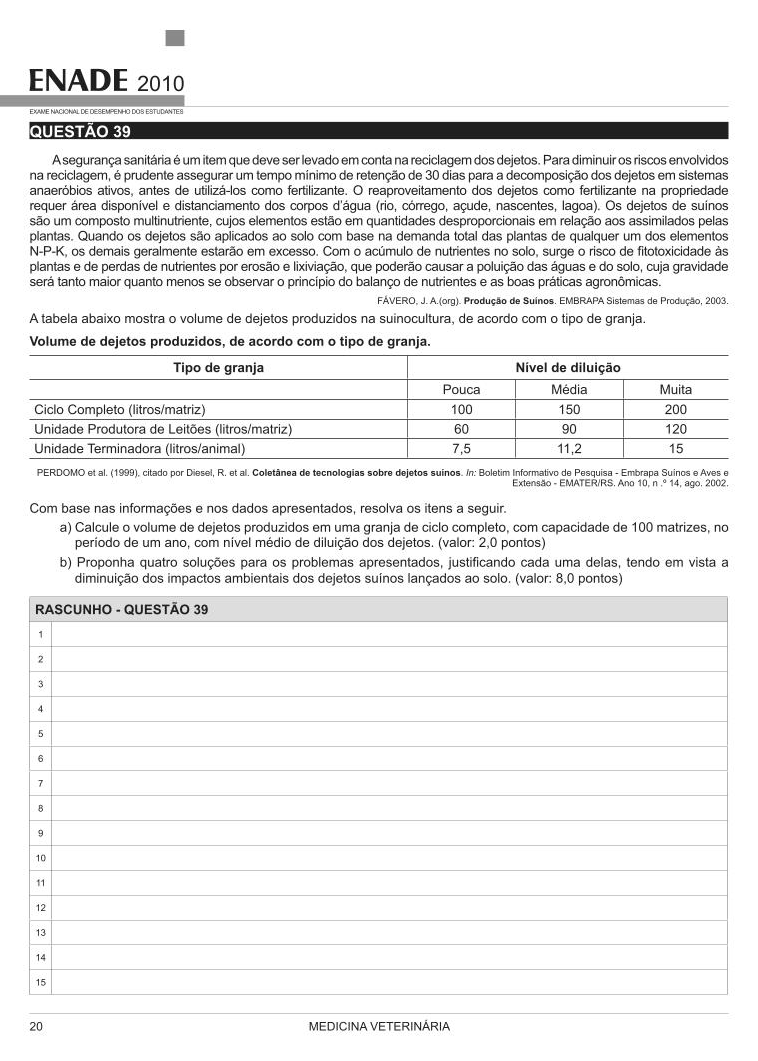 ENADE 2010
EXAME NACIONAL DE DESEMPENHO DOS ESTUDANTES
QUESTÃO 39
A segurança sanitária é um item que deve ser levado em conta na reciclagem dos dejetos. Para diminuir os riscos envolvidos
na reciclagem, é prudente assegurar um tempo mínimo de retenção de 30 dias para a decomposição dos dejetos em sistemas
anaeróbios ativos, antes de utilizá-los como fertilizante. O reaproveitamento dos dejetos como fertilizante na propriedade
requer área disponível e distanciamento dos corpos d'água (rio, córrego, açude, nascentes, lagoa). Os dejetos de suínos
são um composto multinutriente, cujos elementos estão em quantidades desproporcionais em relação aos assimilados pelas
plantas. Quando os dejetos são aplicados ao solo com base na demanda total das plantas de qualquer um dos elementos
N-P-K, os demais geralmente estarão em excesso. Com o acúmulo de nutrientes no solo, surge o risco de fitotoxicidade às
plantas e de perdas de nutrientes por erosão e lixiviação, que poderão causar a poluição das águas e do solo, cuja gravidade
será tanto maior quanto menos se observar o princípio do balanço de nutrientes e as boas práticas agronômicas.
FÁVERO, J. A.(org). Produção de Suínos. EMBRAPA Sistemas de Produção, 2003.
A tabela abaixo mostra o volume de dejetos produzidos na suinocultura, de acordo com o tipo de granja.
Volume de dejetos produzidos, de acordo com o tipo de granja.
Tipo de granja Nível de diluição
Pouca Média Muita
Ciclo Completo (litros/matriz) 100 150 200
Unidade Produtora de Leitões (litros/matriz) 60 90 120
Unidade Terminadora (litros/animal) 7,5 11,2 15
PERDOMO et al. (1999), citado por Diesel, R. et al. Coletânea de tecnologias sobre dejetos suínos. In: Boletim Informativo de Pesquisa - Embrapa Suínos e Aves e
Extensão - EMATER/RS. Ano 10, n .º 14, ago. 2002.
Com base nas informações e nos dados apresentados, resolva os itens a seguir.
a) Calcule o volume de dejetos produzidos em uma granja de ciclo completo, com capacidade de 100 matrizes, no
período de um ano, com nível médio de diluição dos dejetos. (valor: 2,0 pontos)
b) Proponha quatro soluções para os problemas apresentados, justificando cada uma delas, tendo em vista a
diminuição dos impactos ambientais dos dejetos suínos lançados ao solo. (valor: 8,0 pontos)
RASCUNHO - QUESTÃO 39
1
2
3
4
5
6
7
8
9
10
11
12
13
14
15
20 MEDICINA VETERINÁRIA